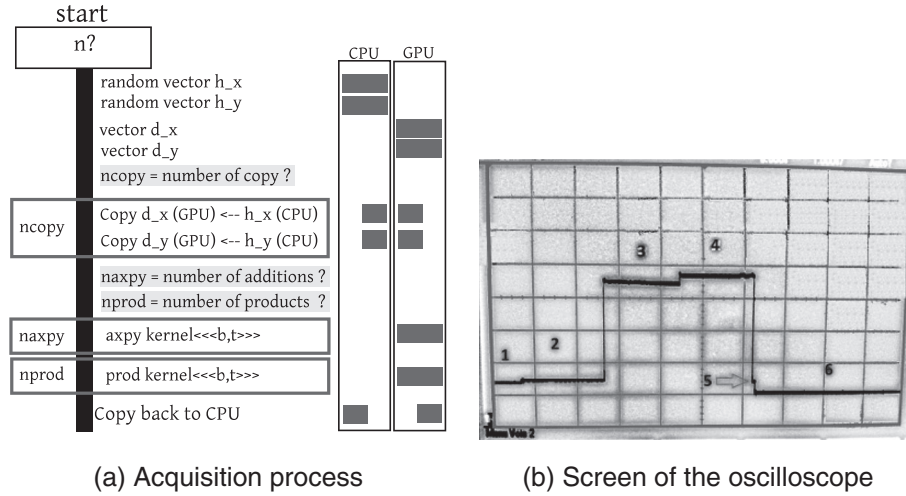 start
n?
CPU GPU
random vector h_x
random vector h_y
vector d_x
vector d_y
ncopy = number of copy ?
ncopy
Copy d_x (GPU) <-- h_x (CPU)
Copy d_y (GPU) <-- h_y (CPU)
naxpy = number of additions ?
nprod = number of products ?
naxpy axpy kernel<<<b,t>>>
nprod prod kernel<<<b,t>>>
Copy back to CPU
(a) Acquisition process
3 4
1 2
5 6
Menu Voie 2
(b) Screen of the oscilloscope